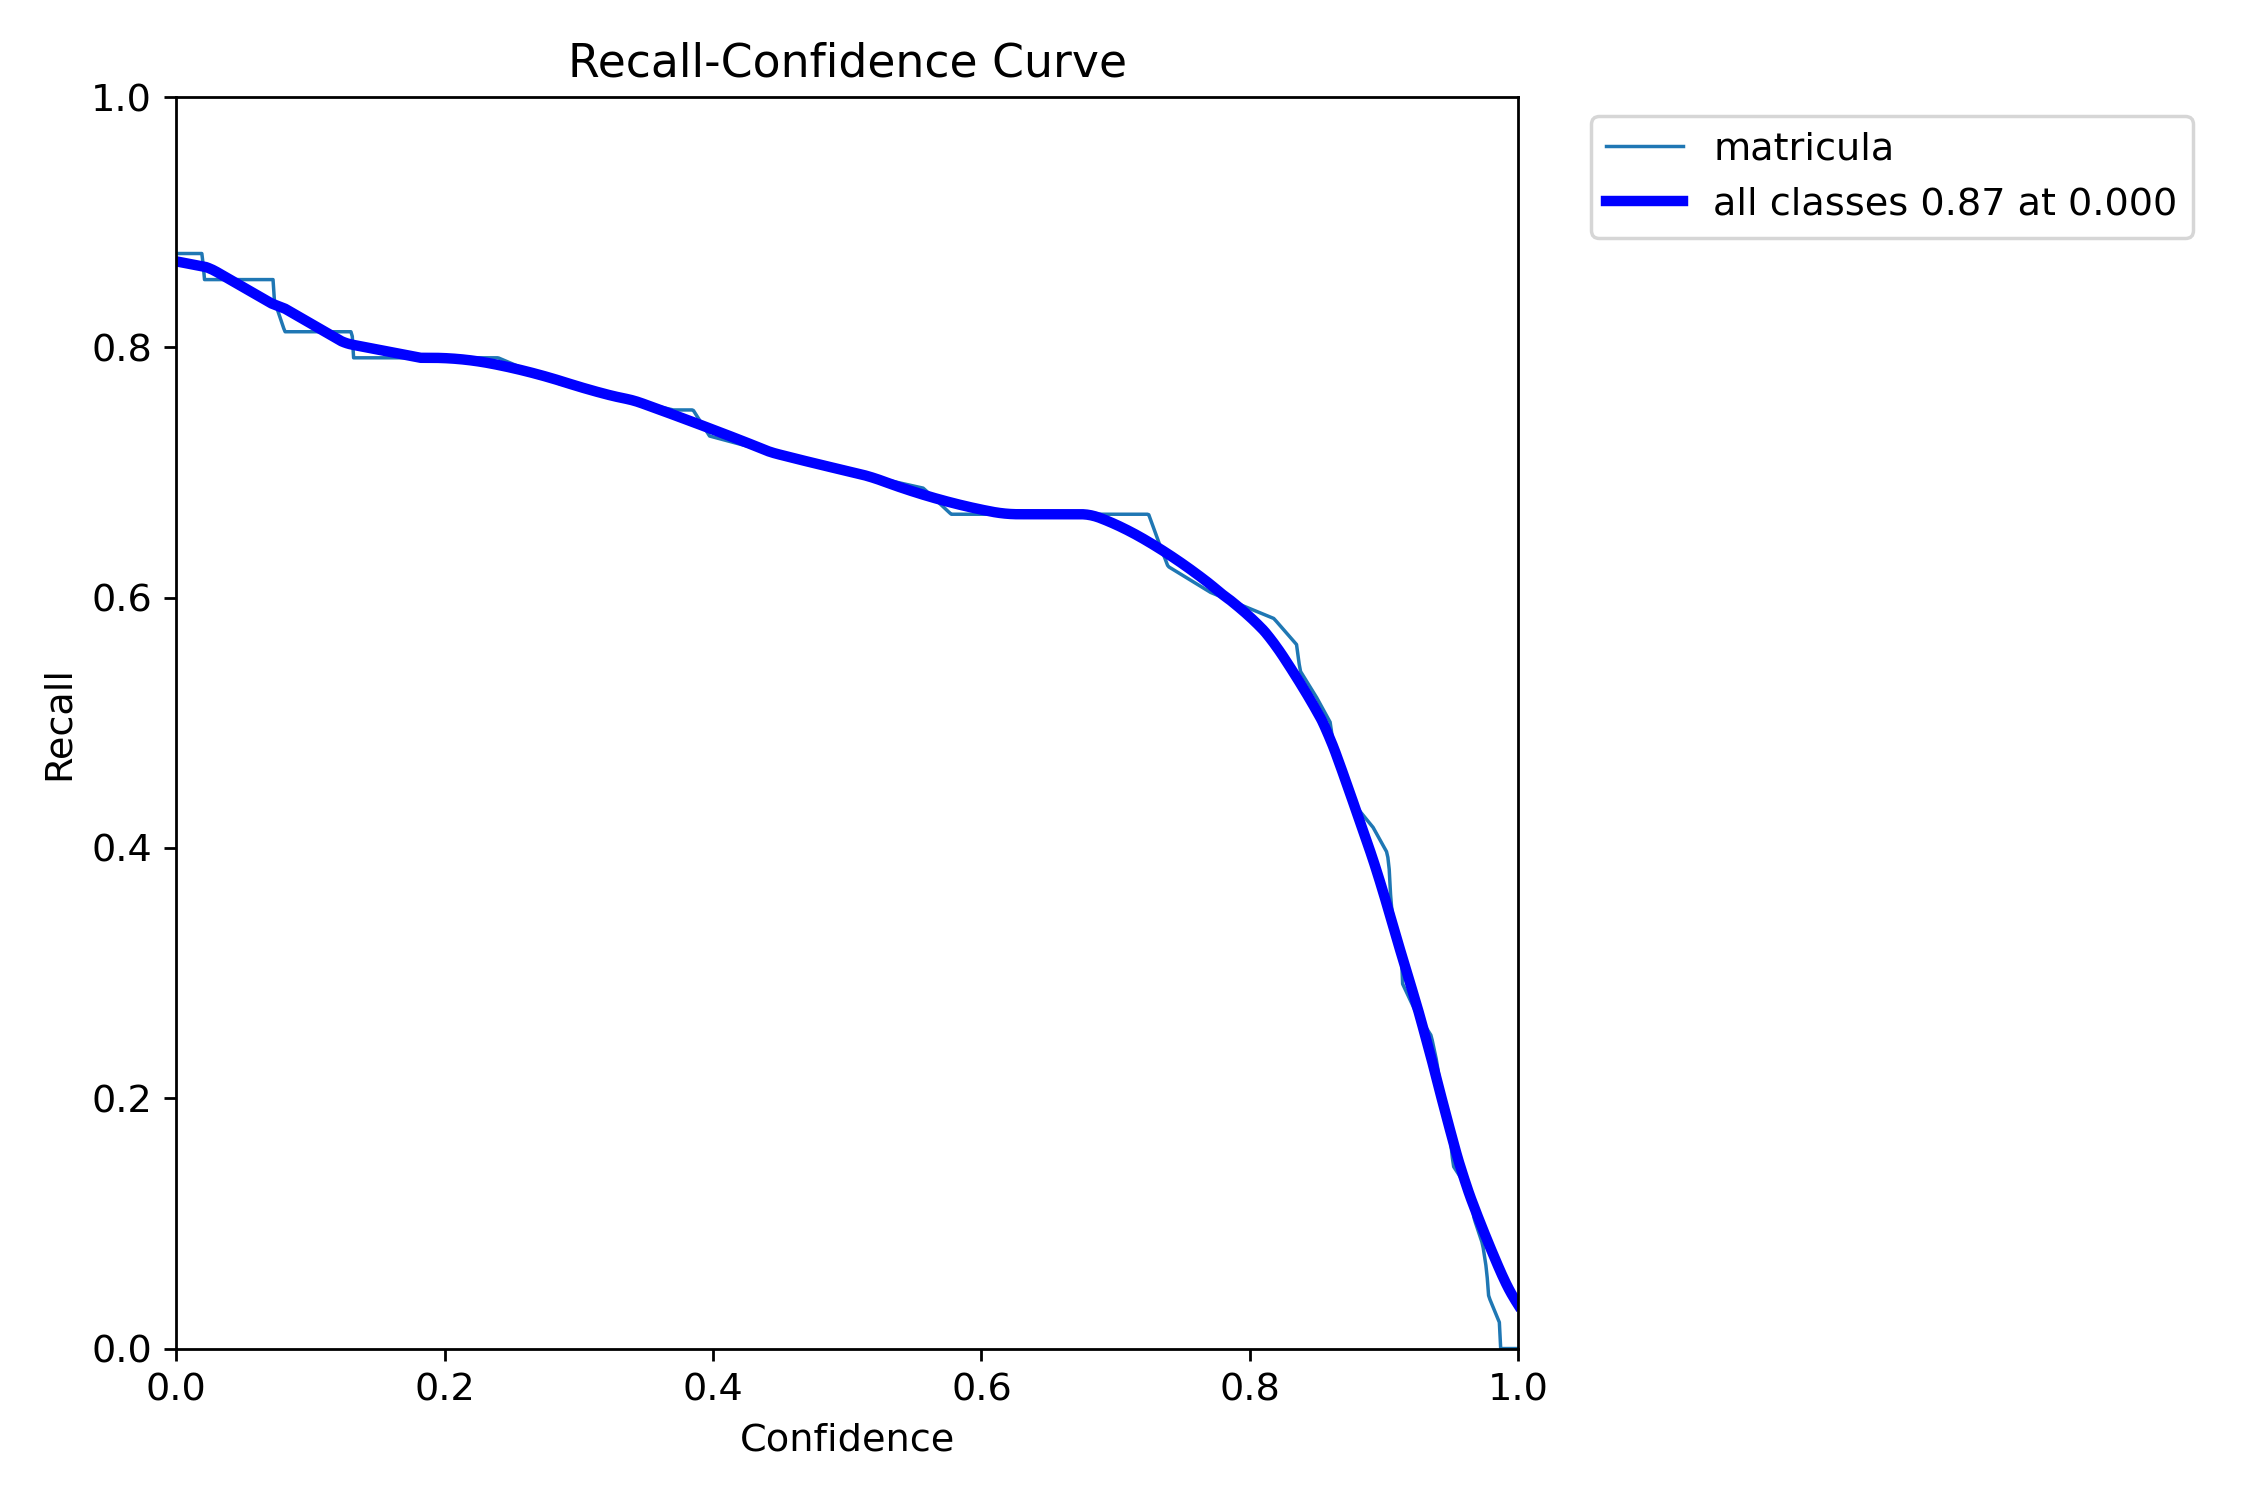 Recall-Confidence Curve
1.0
0.8
0.6
0.4
0.2
0.0
Recall
0.0 0.2 0.4 0.6 0.8 1.0
Confidence
matricula
all classes 0.87 at 0.000